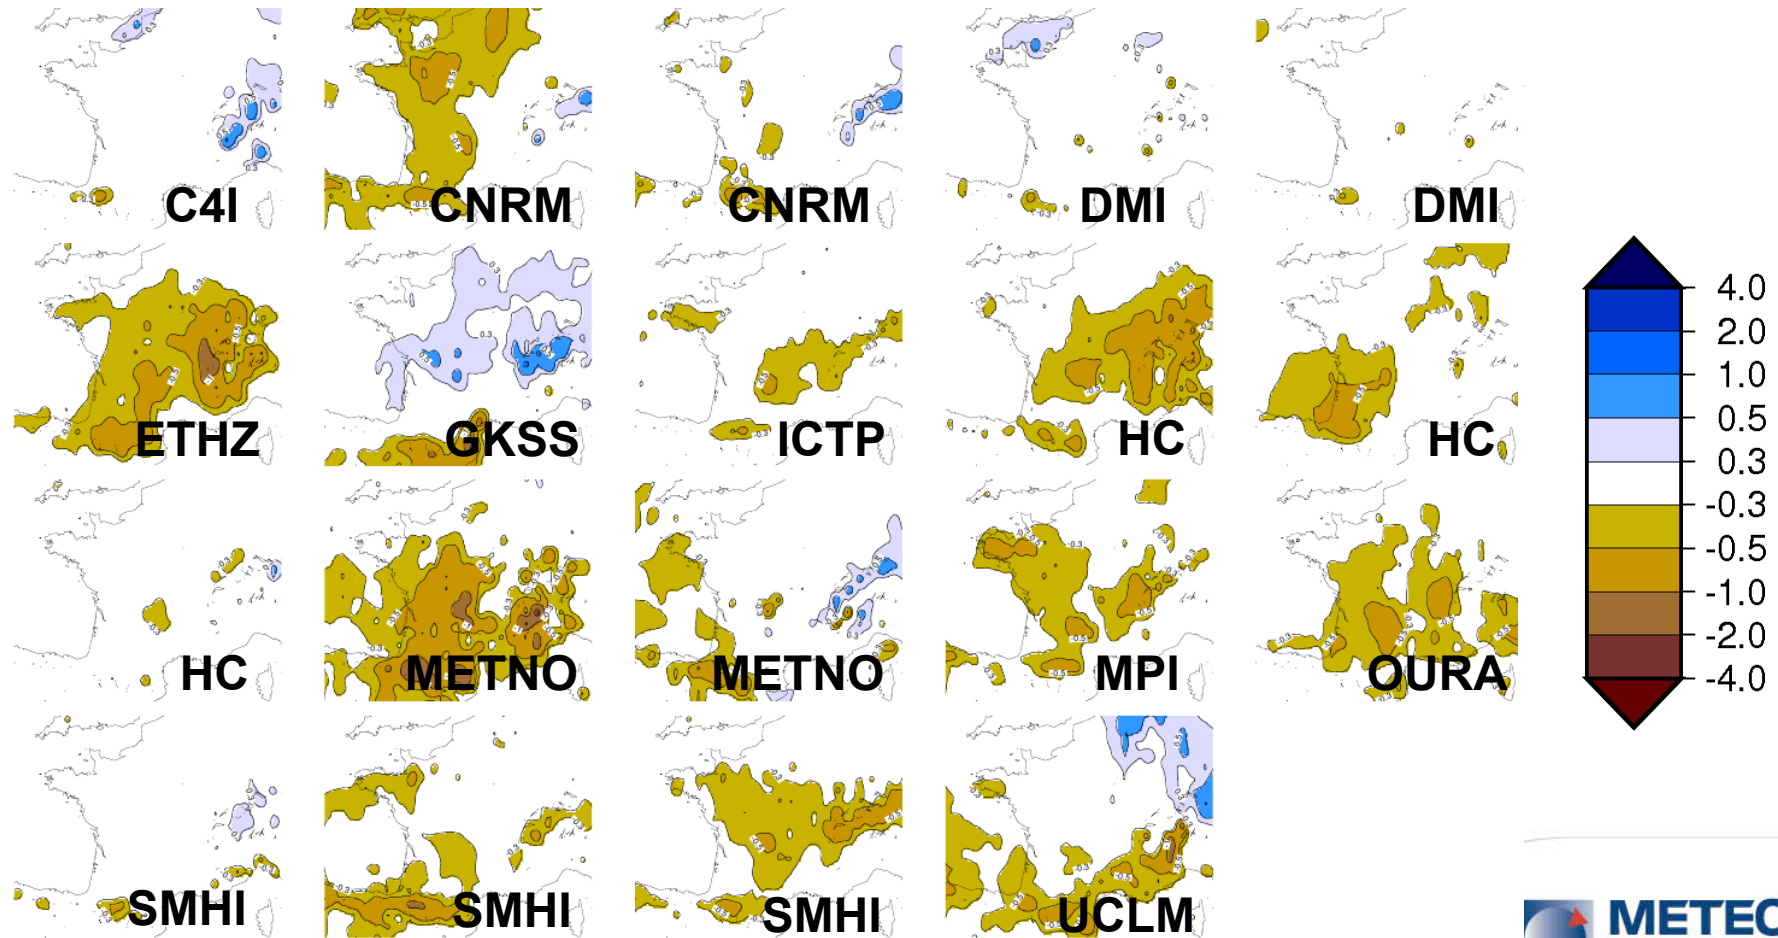 C4I
CNRM
CNRM
DMI
DMI
ETHZ
GKSS
ICTP
HC
HC
HC
METNO
METNO
MPI
OURA
SMHI
SMHI
SMHI
UCLM
4.0
2.0
1.0
0.5
0.3
-0.3
-0.5
-1.0
-2.0
-4.0
METEO